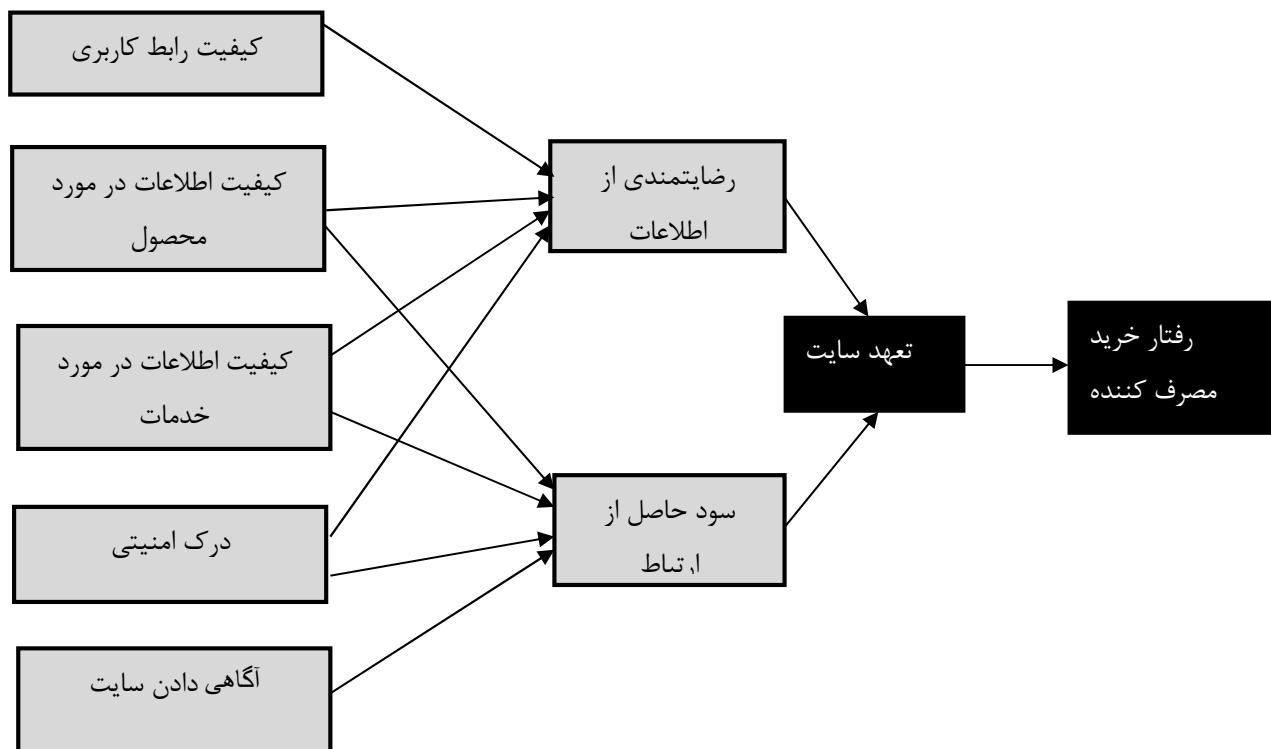 کیفیت رابط کاربری
کیفیت اطلاعات در مورد
محصول
کیفیت اطلاعات در مورد
خدمات
درک امنیتی
آگاهی دادن سایت
رضایتمندی از
اطلاعات
سود حاصل از
ارتباط
تعهد سایت
رفتار خرید
مصرف کننده